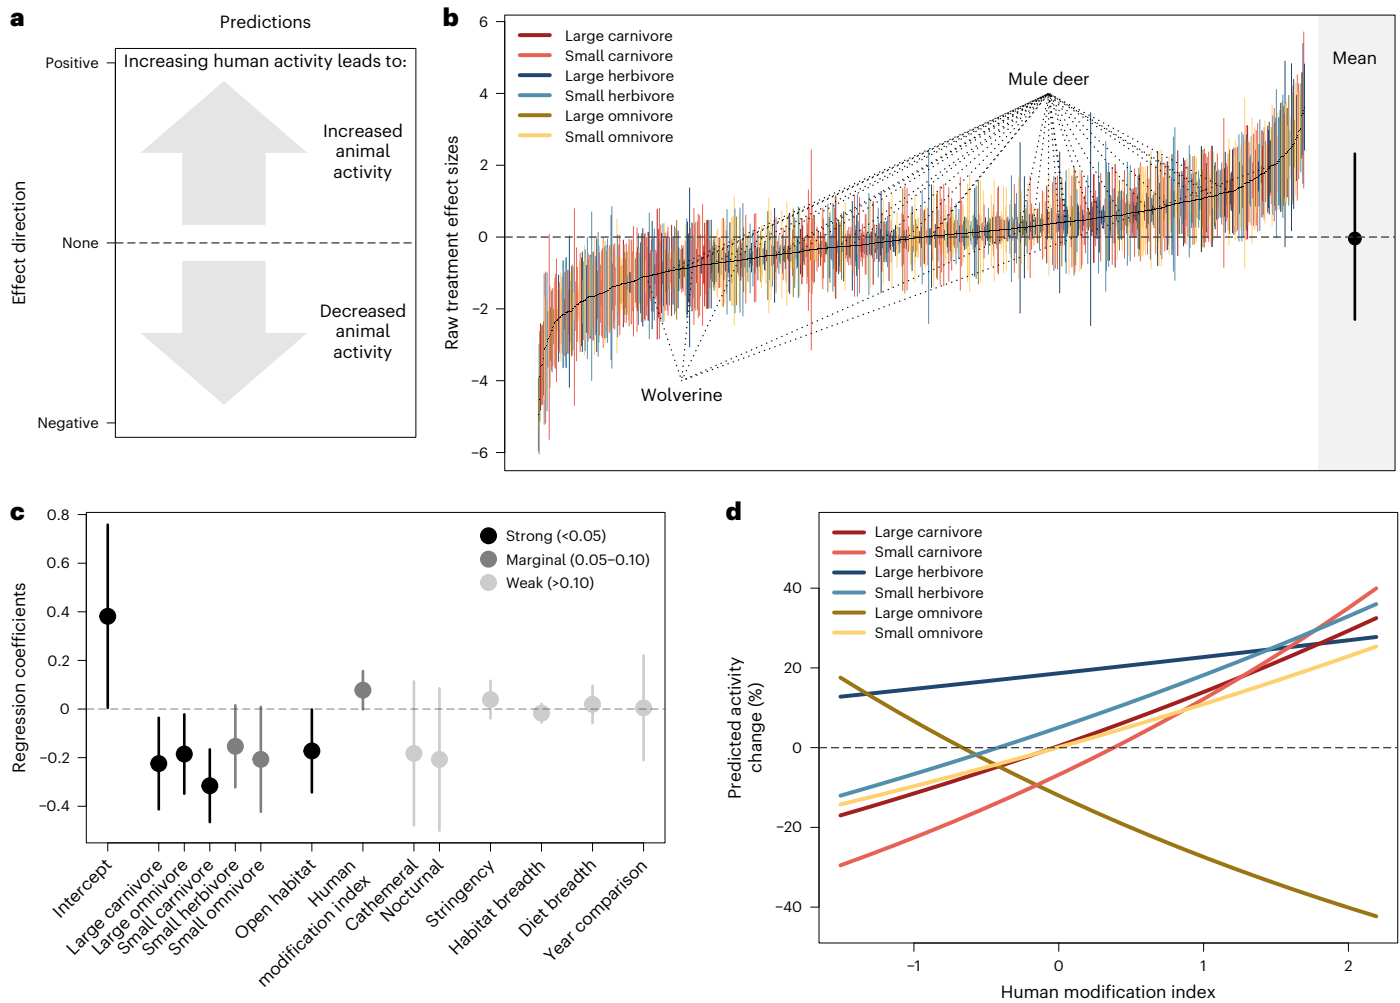 a
Predictions
Increasing human activity leads to:
Positive
None
Negative
Effect direction
Increased
animal
activity
Decreased
animal
activity
b
6
4
2
0
−2
−4
−6
Raw treatment effect sizes
Large carnivore
Small carnivore
Large herbivore
Small herbivore
Large omnivore
Small omnivore
Mule deer
Wolverine
Mean
c
0.8
0.6
0.4
0.2
0
−0.2
−0.4
Regression coefficients
Strong (<0.05)
Marginal (0.05–0.10)
Weak (>0.10)
Intercept
Large carnivore
Large omnivore
Small carnivore
Small herbivore
Small omnivore
Open habitat
Human
modification index
Cathemeral
Nocturnal
Stringency
Habitat breadth
Diet breadth
Year comparison
d
Large carnivore
Small carnivore
Large herbivore
Small herbivore
Large omnivore
Small omnivore
40
20
0
−20
−40
Predicted activity
change (%)
−1
0
1
2
Human modification index